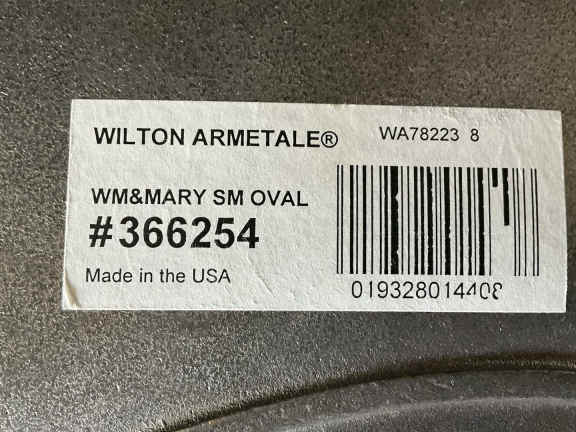 WILTON ARMETALE® WA78223 8
WM&MARY SM OVAL
#366254
Made in the USA
019328014408